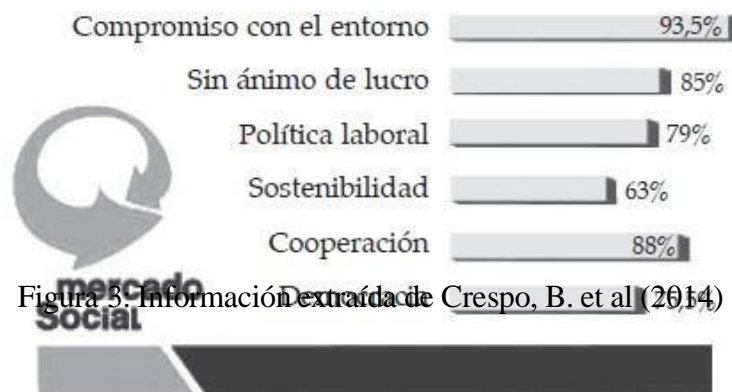 Compromiso con el entorno 93,5%
Sin ánimo de lucro 85%
Política laboral 79%
Sostenibilidad 63%
Cooperación 88%
mercado
Figura 3: Información extraída de Crespo, B. et al (2014)
Social